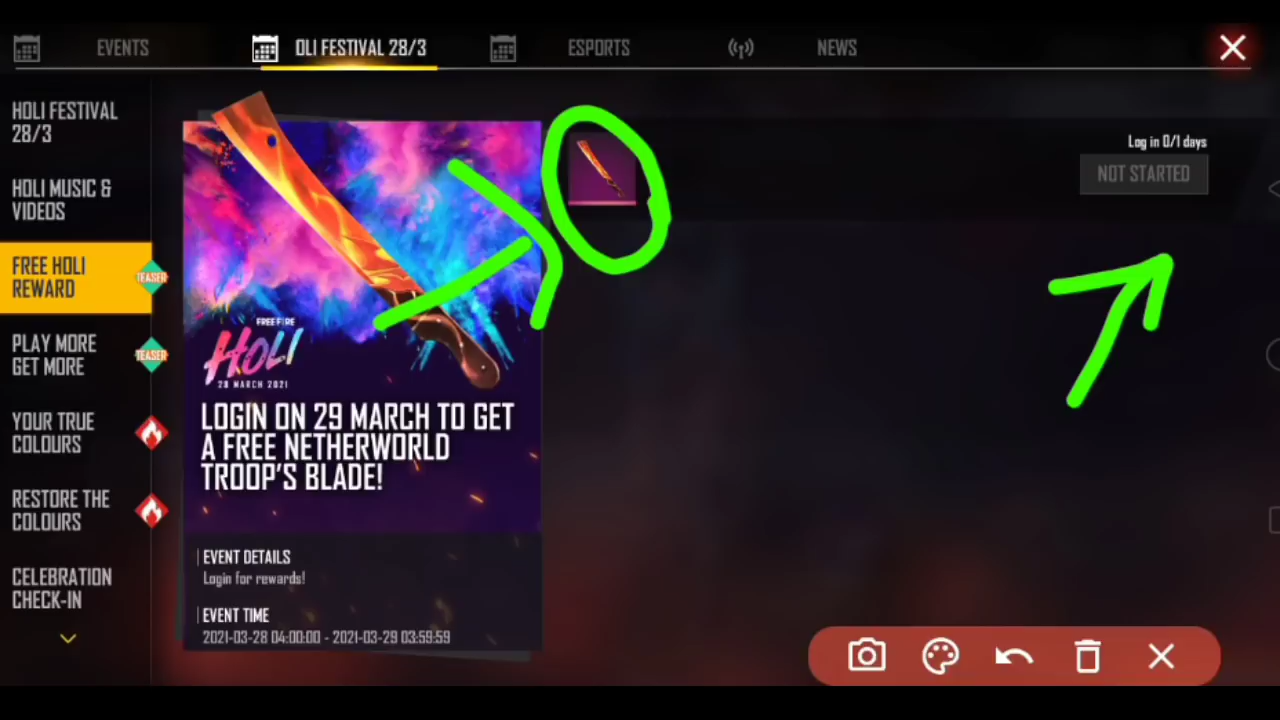 EVENTS
OLI FESTIVAL 28/3
ESPORTS
NEWS
HOLI FESTIVAL
28/3
HOLI MUSIC &
VIDEOS
FREE HOLI
REWARD
TEASER
PLAY MORE
GET MORE
TEASER
YOUR TRUE
COLOURS
RESTORE THE
COLOURS
CELEBRATION
CHECK-IN
FREE FIRE
HOLI
28 MARCH 2021
LOGIN ON 29 MARCH TO GET
A FREE NETHERWORLD
TROOP'S BLADE!
EVENT DETAILS
Login for rewards!
EVENT TIME
2021-03-28 04:00:00 - 2021-03-29 03:59:59
Log in 0/1 days
NOT STARTED